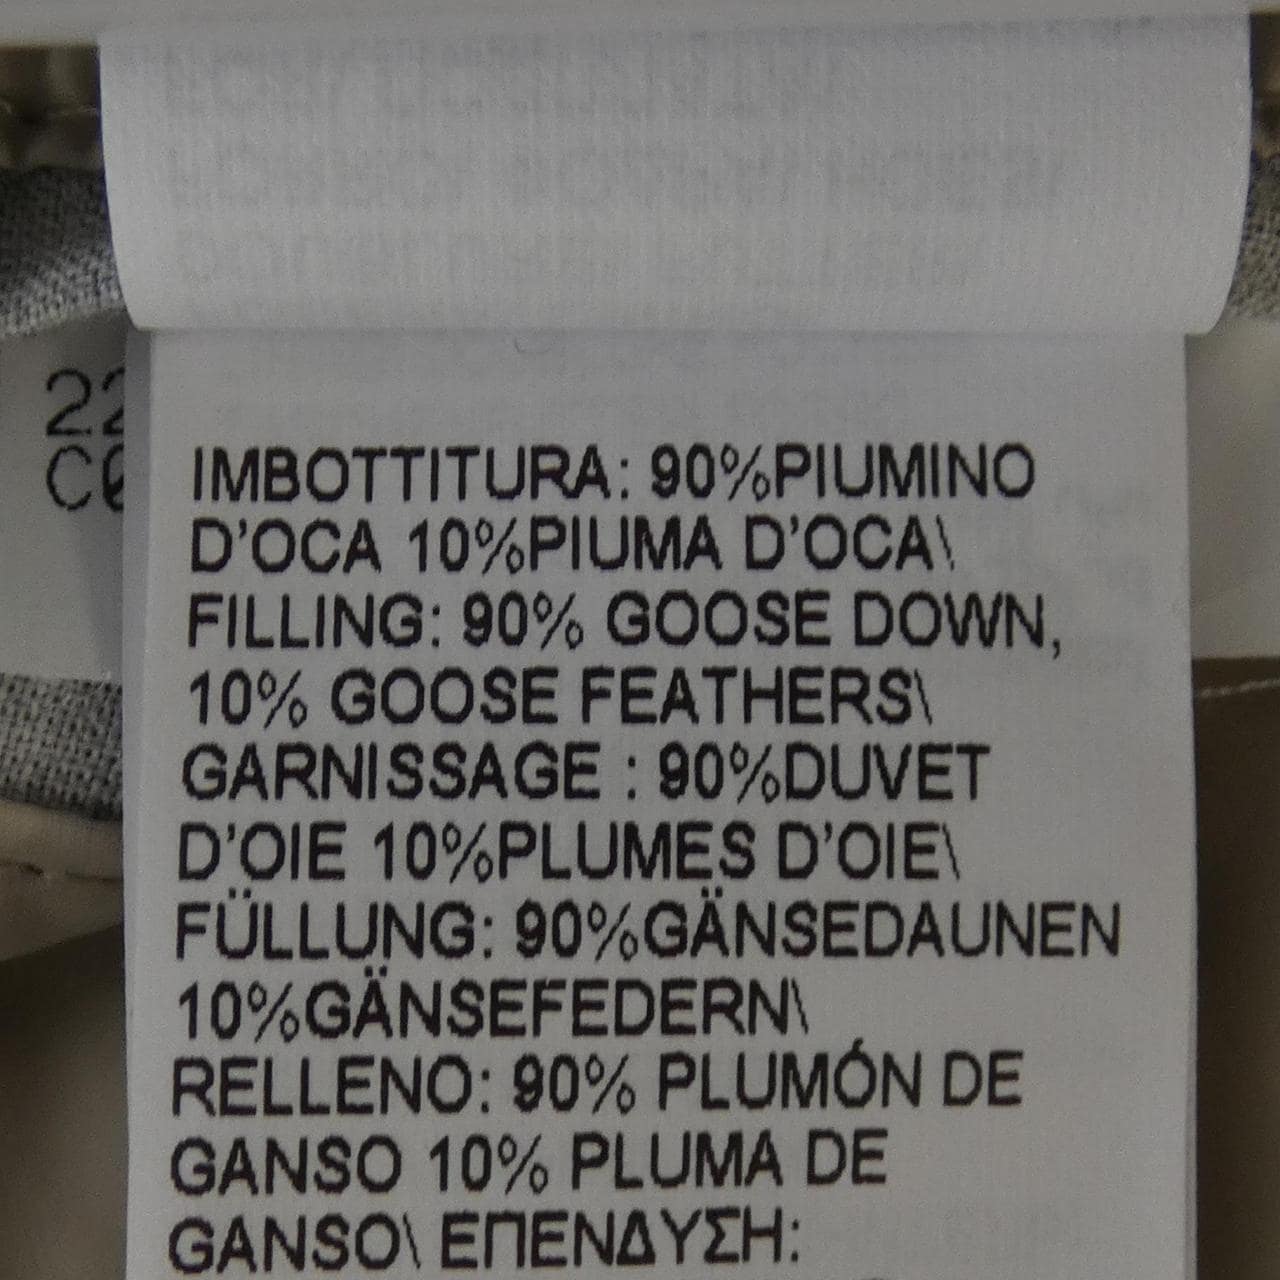 IMBOTTITURA: 90%PIUMINO
D'OCA 10%PIUMA D'OCA\
FILLING: 90% GOOSE DOWN,
10% GOOSE FEATHERS\
GARNISSAGE : 90%DUVET
D'OIE 10%PLUMES D'OIE\
FÜLLUNG: 90%GÄNSEDAUNEN
10%GÄNSEFEDERN\
RELLENO: 90% PLUMÓN DE
GANSO 10% PLUMA DE
GANSO\ ΕΠΕΝΔΥΣΗ: